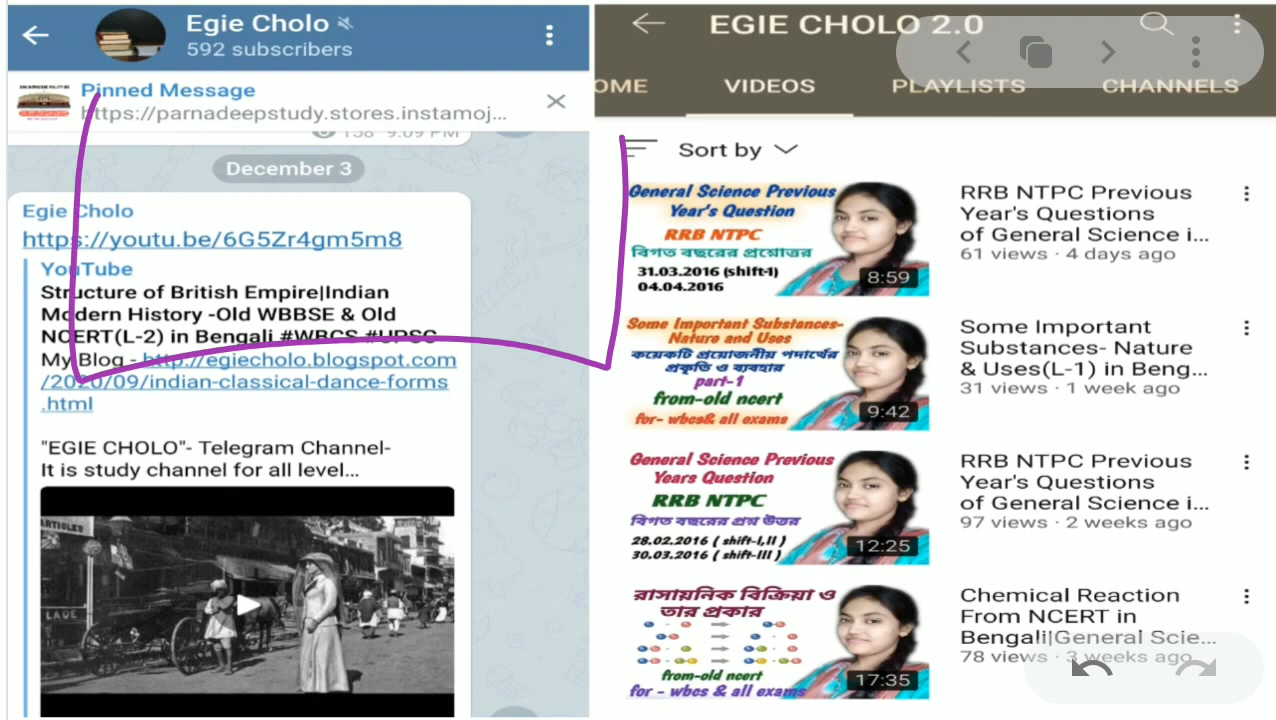 Egie Cholo
592 subscribers
Pinned Message
https://parnadeepstudy.stores.instamoj...
158 9:09 PM
December 3
Egie Cholo
https://youtu.be/6G5Zr4gm5m8
YouTube
Structure of British Empire|Indian
Modern History -Old WBBSE & Old
NCERT(L-2) in Bengali #WBCS #UPSC
My Blog - http://egiecholo.blogspot.com
/2020/09/indian-classical-dance-forms
.html
"EGIE CHOLO"- Telegram Channel-
It is study channel for all level...
ARTICLES
LACE
EGIE CHOLO 2.0
OME VIDEOS PLAYLISTS CHANNELS
Sort by
General Science Previous
Year's Question
RRB NTPC
বিগত বছরের প্রশ্নোত্তর
31.03.2016 (shift-I)
04.04.2016
8:59
RRB NTPC Previous
Year's Questions
of General Science i...
61 views · 4 days ago
Some Important Substances-
Nature and Uses
কয়েকটি প্রয়োজনীয় পদার্থের
প্রকৃতি ও ব্যবহার
part-1
from-old ncert
for- wbcs& all exams
9:42
Some Important
Substances- Nature
& Uses(L-1) in Beng...
31 views · 1 week ago
General Science Previous
Years Question
RRB NTPC
বিগত বছরের প্রশ্ন উত্তর
28.02.2016 ( shift-I,II )
30.03.2016 ( shift-III )
12:25
RRB NTPC Previous
Year's Questions
of General Science i...
97 views · 2 weeks ago
রাসায়নিক বিক্রিয়া ও
তার প্রকার
from-old ncert
for - wbcs & all exams
17:35
Chemical Reaction
From NCERT in
Bengali|General Scie...
78 views · 3 weeks ago